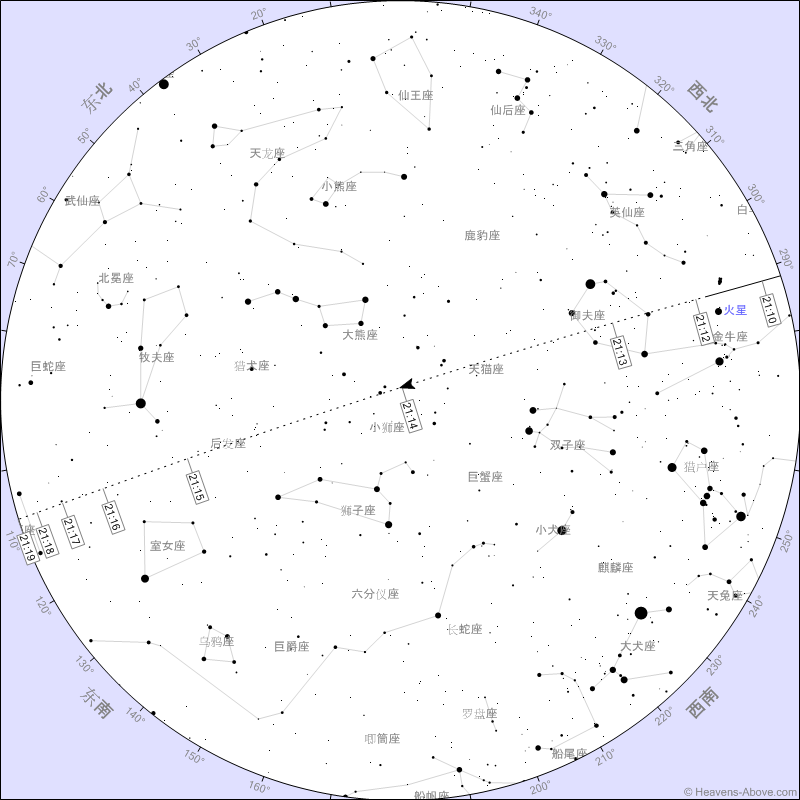 340°
20°
30°
330°
仙王座
东北
40°
320°
西北
仙后座
50°
310°
天龙座
三角座
小熊座
60°
300°
武仙座
英仙座
白羊
鹿豹座
70°
290°
北冕座
21:10
火星
御夫座
21:12
大熊座
金牛座
21:13
牧夫座
巨蛇座
猎犬座
天猫座
21:14
小狮座
后发座
双子座
猎户座
21:15
巨蟹座
狮子座
21:16
21:17
座
小犬座
21:18
21:19
110°
室女座
250°
麒麟座
六分仪座
天兔座
120°
240°
长蛇座
乌鸦座
巨爵座
大犬座
130°
230°
东南
西南
罗盘座
140°
220°
唧筒座
150°
船尾座
210°
160°
200°
船帆座
© Heavens-Above.com